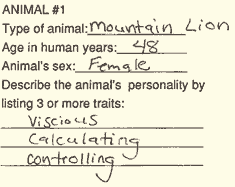 ANIMAL #1
Type of animal: Mountain Lion
Age in human years: 48
Animal's sex: Female
Describe the animal's personality by
listing 3 or more traits:
Viscious
Calculating
controlling